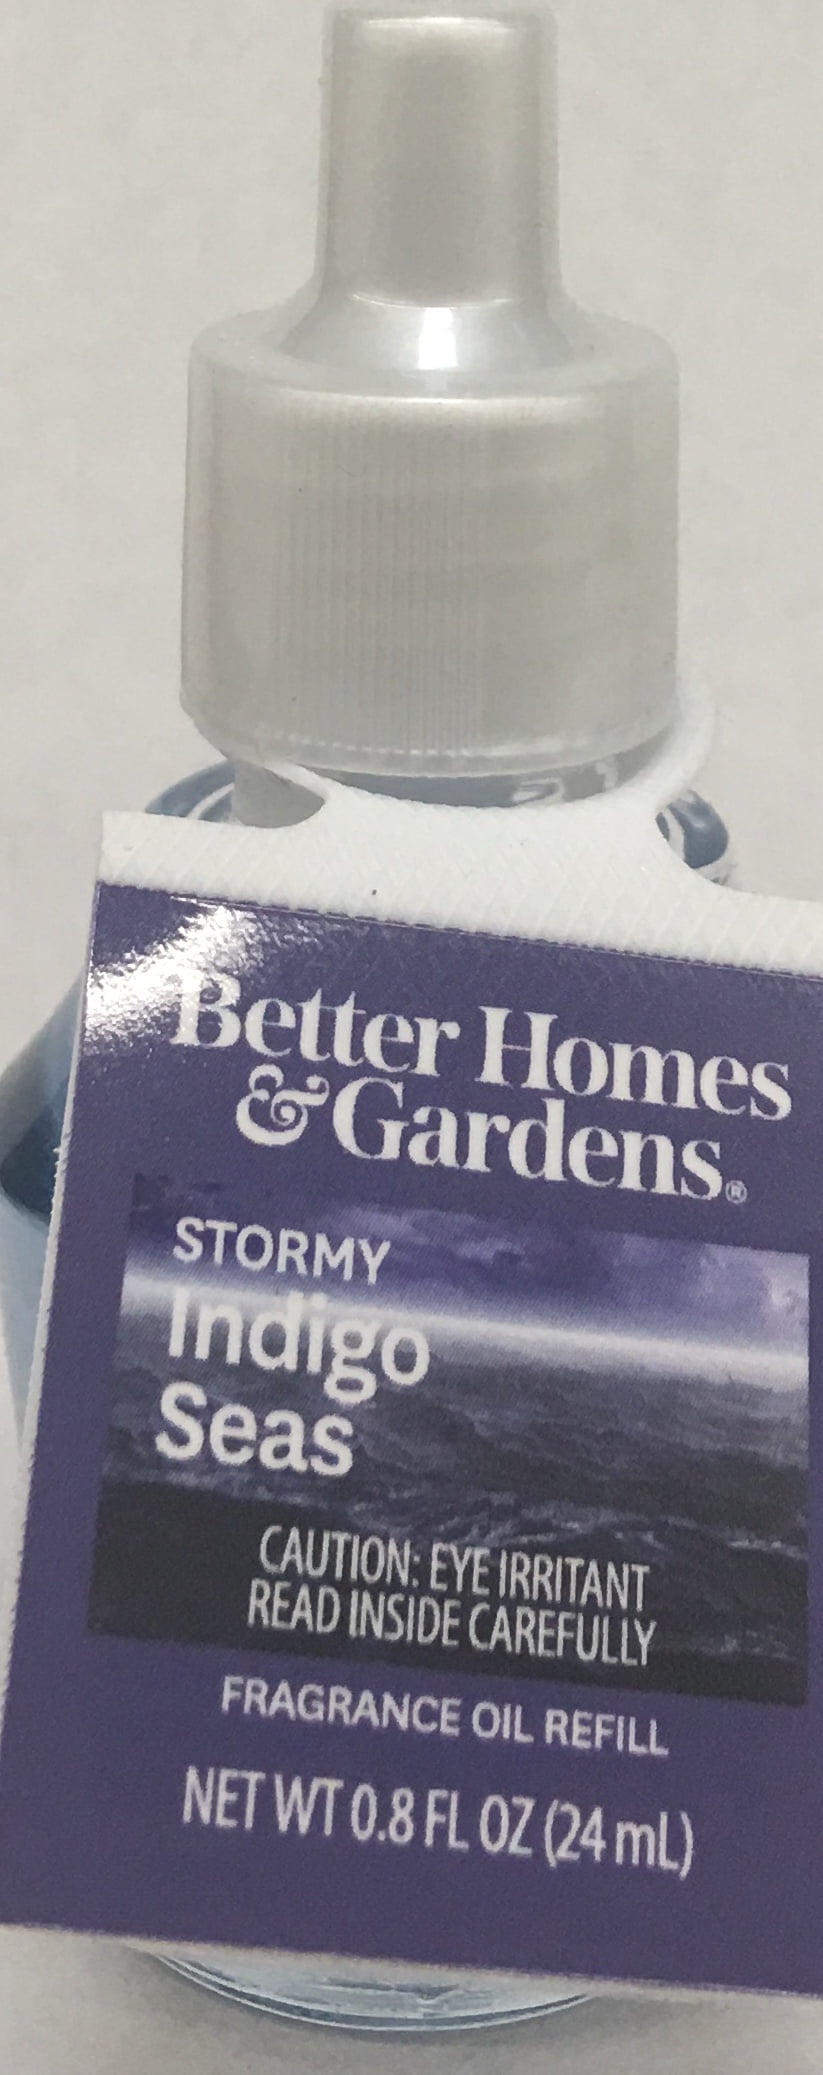 Better Homes
&Gardens®
STORMY
Indigo
Seas
CAUTION: EYE IRRITANT
READ INSIDE CAREFULLY
FRAGRANCE OIL REFILL
NET WT 0.8 FL OZ (24 mL)